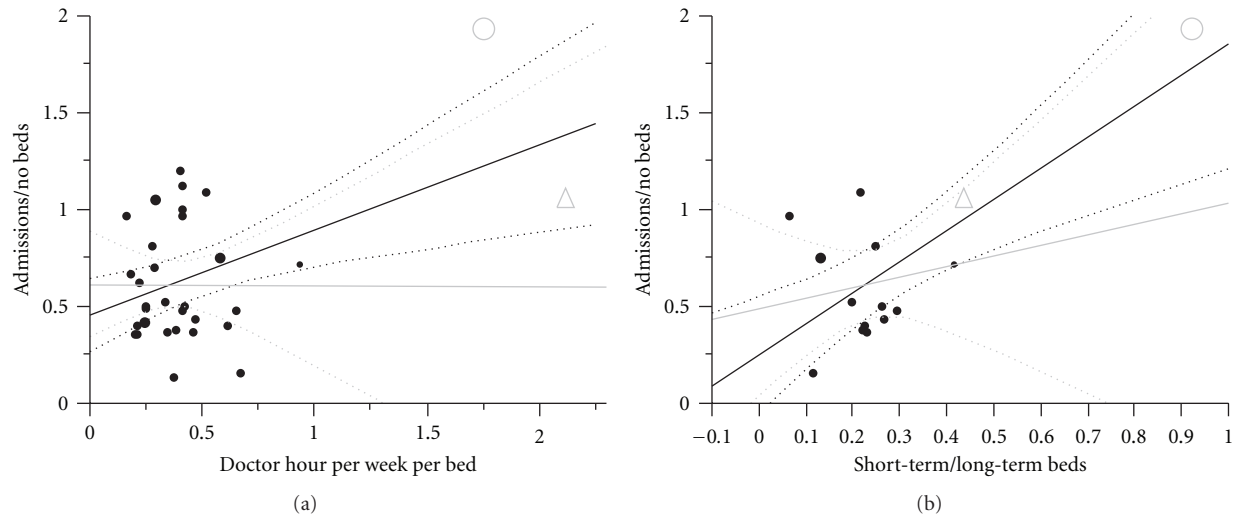 2
1.5
1
0.5
0
Admissions/no beds
0 0.5 1 1.5 2
Doctor hour per week per bed
(a)
2
1.5
1
0.5
0
Admissions/no beds
−0.1 0 0.1 0.2 0.3 0.4 0.5 0.6 0.7 0.8 0.9 1
Short-term/long-term beds
(b)